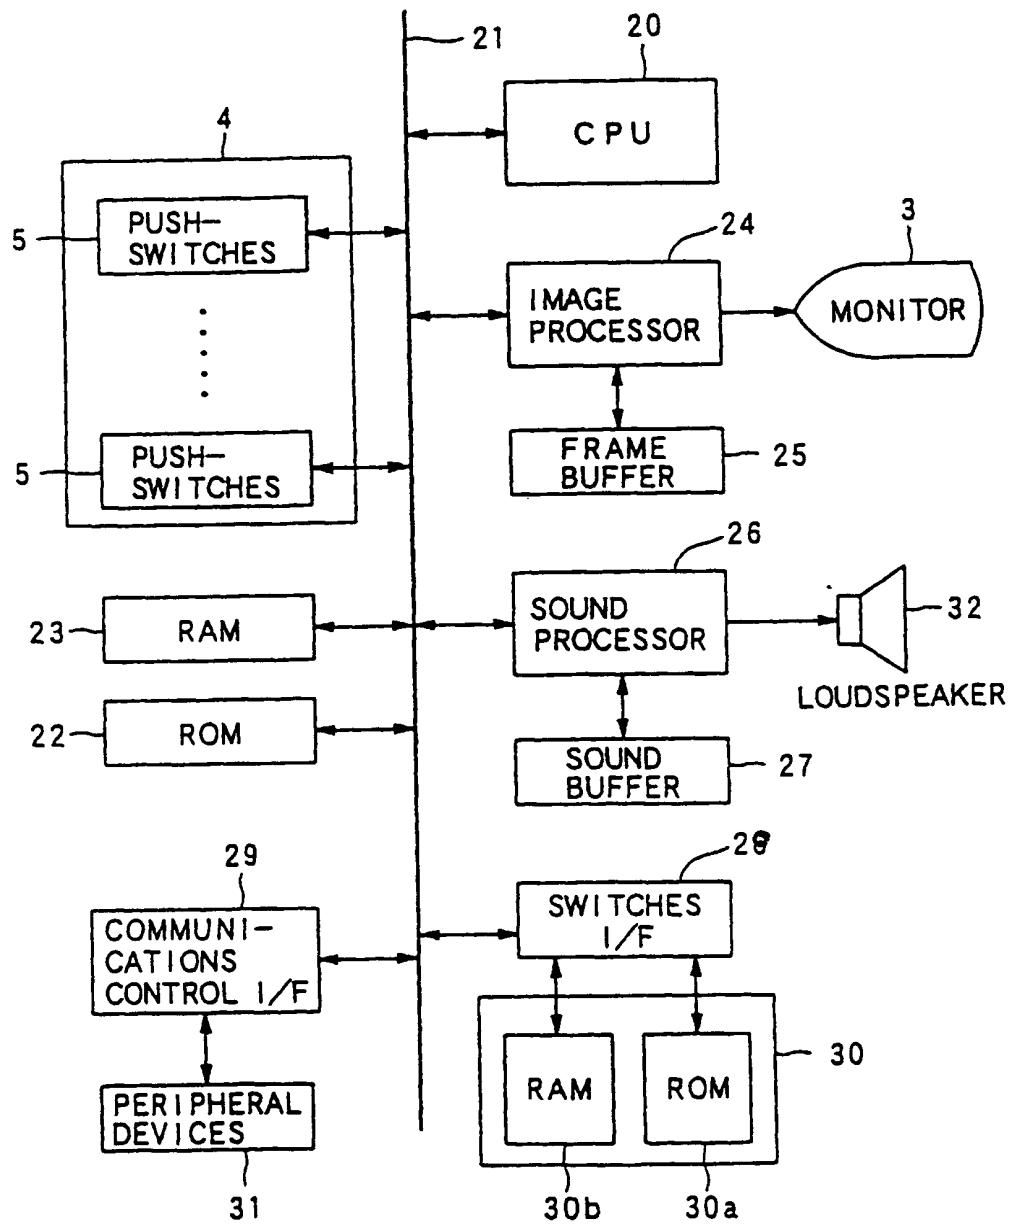 21
20
CPU
4
5
PUSH-
SWITCHES
5
PUSH-
SWITCHES
24
IMAGE
PROCESSOR
3
MONITOR
FRAME
BUFFER
25
26
SOUND
PROCESSOR
32
LOUDSPEAKER
SOUND
BUFFER
27
23
RAM
22
ROM
29
COMMUNI-
CATIONS
CONTROL I/F
PERIPHERAL
DEVICES
31
28
SWITCHES
I/F
30
RAM
ROM
30b
30a